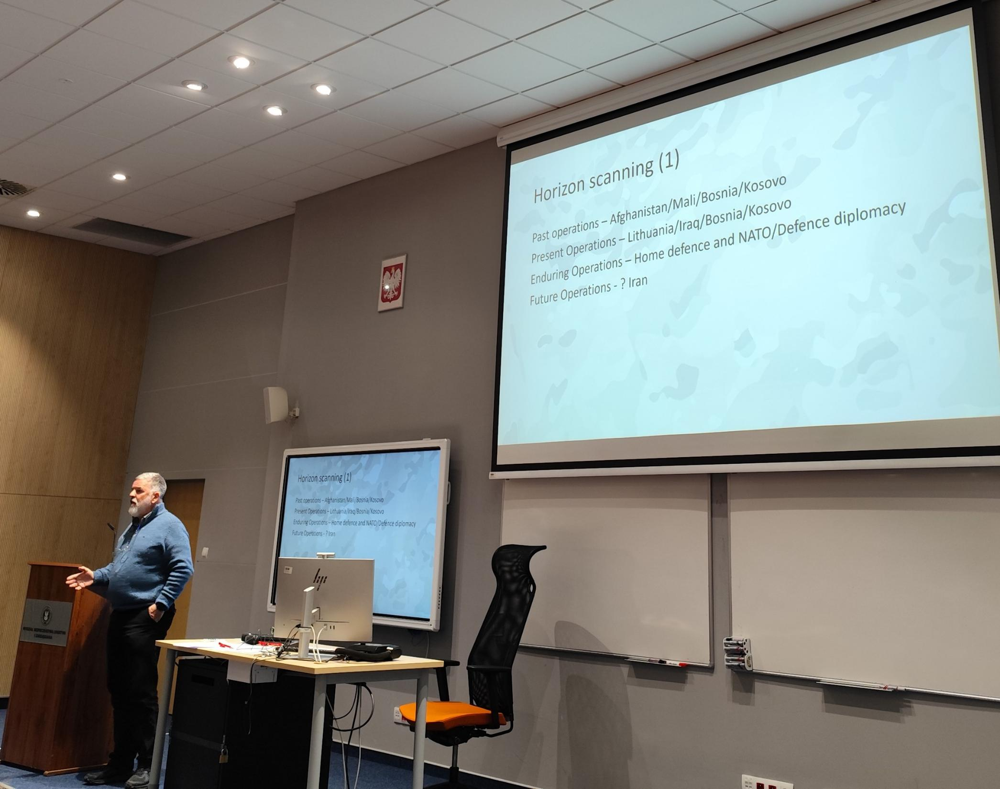 Horizon scanning (1)
Past operations – Afghanistan/Mali/Bosnia/Kosovo
Present Operations – Lithuania/Iraq/Bosnia/Kosovo
Enduring Operations – Home defence and NATO/Defence diplomacy
Future Operations - ? Iran
Horizon scanning (1)
Past operations – Afghanistan/Mali/Bosnia/Kosovo
Present Operations – Lithuania/Iraq/Bosnia/Kosovo
Enduring Operations – Home defence and NATO/Defence diplomacy
Future Operations - ? Iran
hp